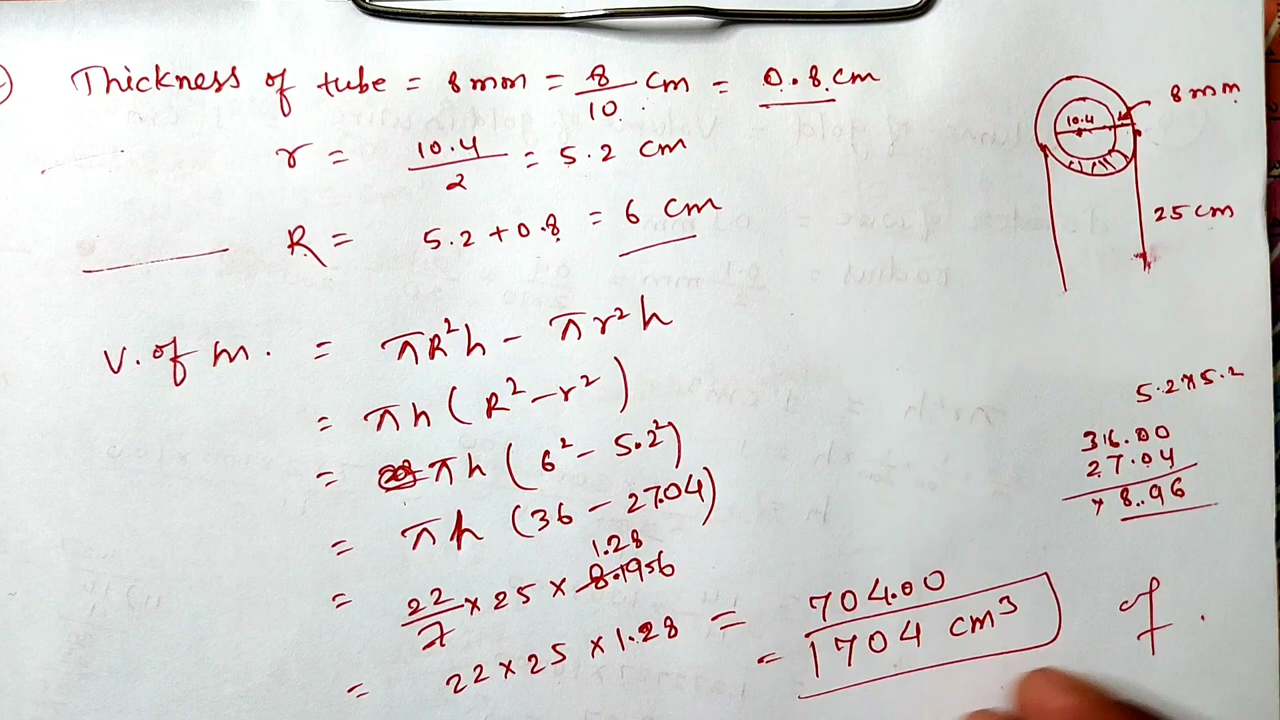 Thickness of tube = 8 mm = 8/10 cm = 0.8 cm
r = 10.4/2 = 5.2 cm
R = 5.2 + 0.8 = 6 cm
10.4
8 mm
25 cm
V. of m. = πR²h - πr²h
= πh (R² - r²)
= πh (6² - 5.2²)
= πh (36 - 27.04)
1.28
= 22/7 × 25 × 8.1956
= 22 × 25 × 1.28 = 704.00
= 704 cm³
5.2 × 5.2
36.00
27.04
8.96